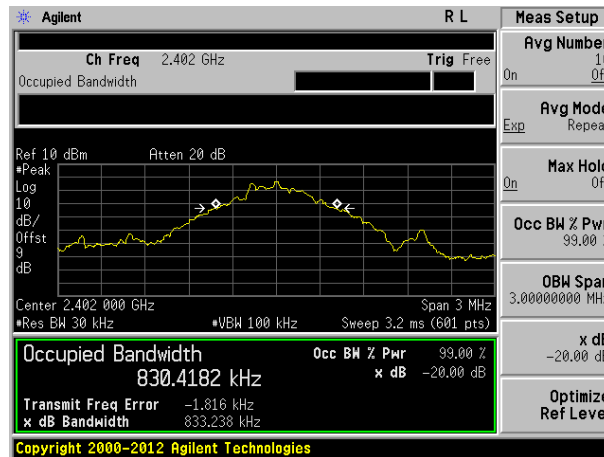 Agilent R L Meas Setup
Avg Number
On
Ch Freq 2.402 GHz Trig Free
Occupied Bandwidth
Avg Mode
Exp Repeat
Ref 10 dBm Atten 20 dB
#Peak
Log
10
dB/
Offst
9
dB
Max Hold
On
Occ BW % Pwr
99.00
OBW Span
3.00000000 MHz
Center 2.402 000 GHz Span 3 MHz
#Res BW 30 kHz #VBW 100 kHz Sweep 3.2 ms (601 pts)
x dB
-20.00 dB
Optimize
Ref Level
Occupied Bandwidth Occ BW % Pwr 99.00 %
830.4182 kHz x dB -20.00 dB
Transmit Freq Error -1.816 kHz
x dB Bandwidth 833.238 kHz
Copyright 2000-2012 Agilent Technologies